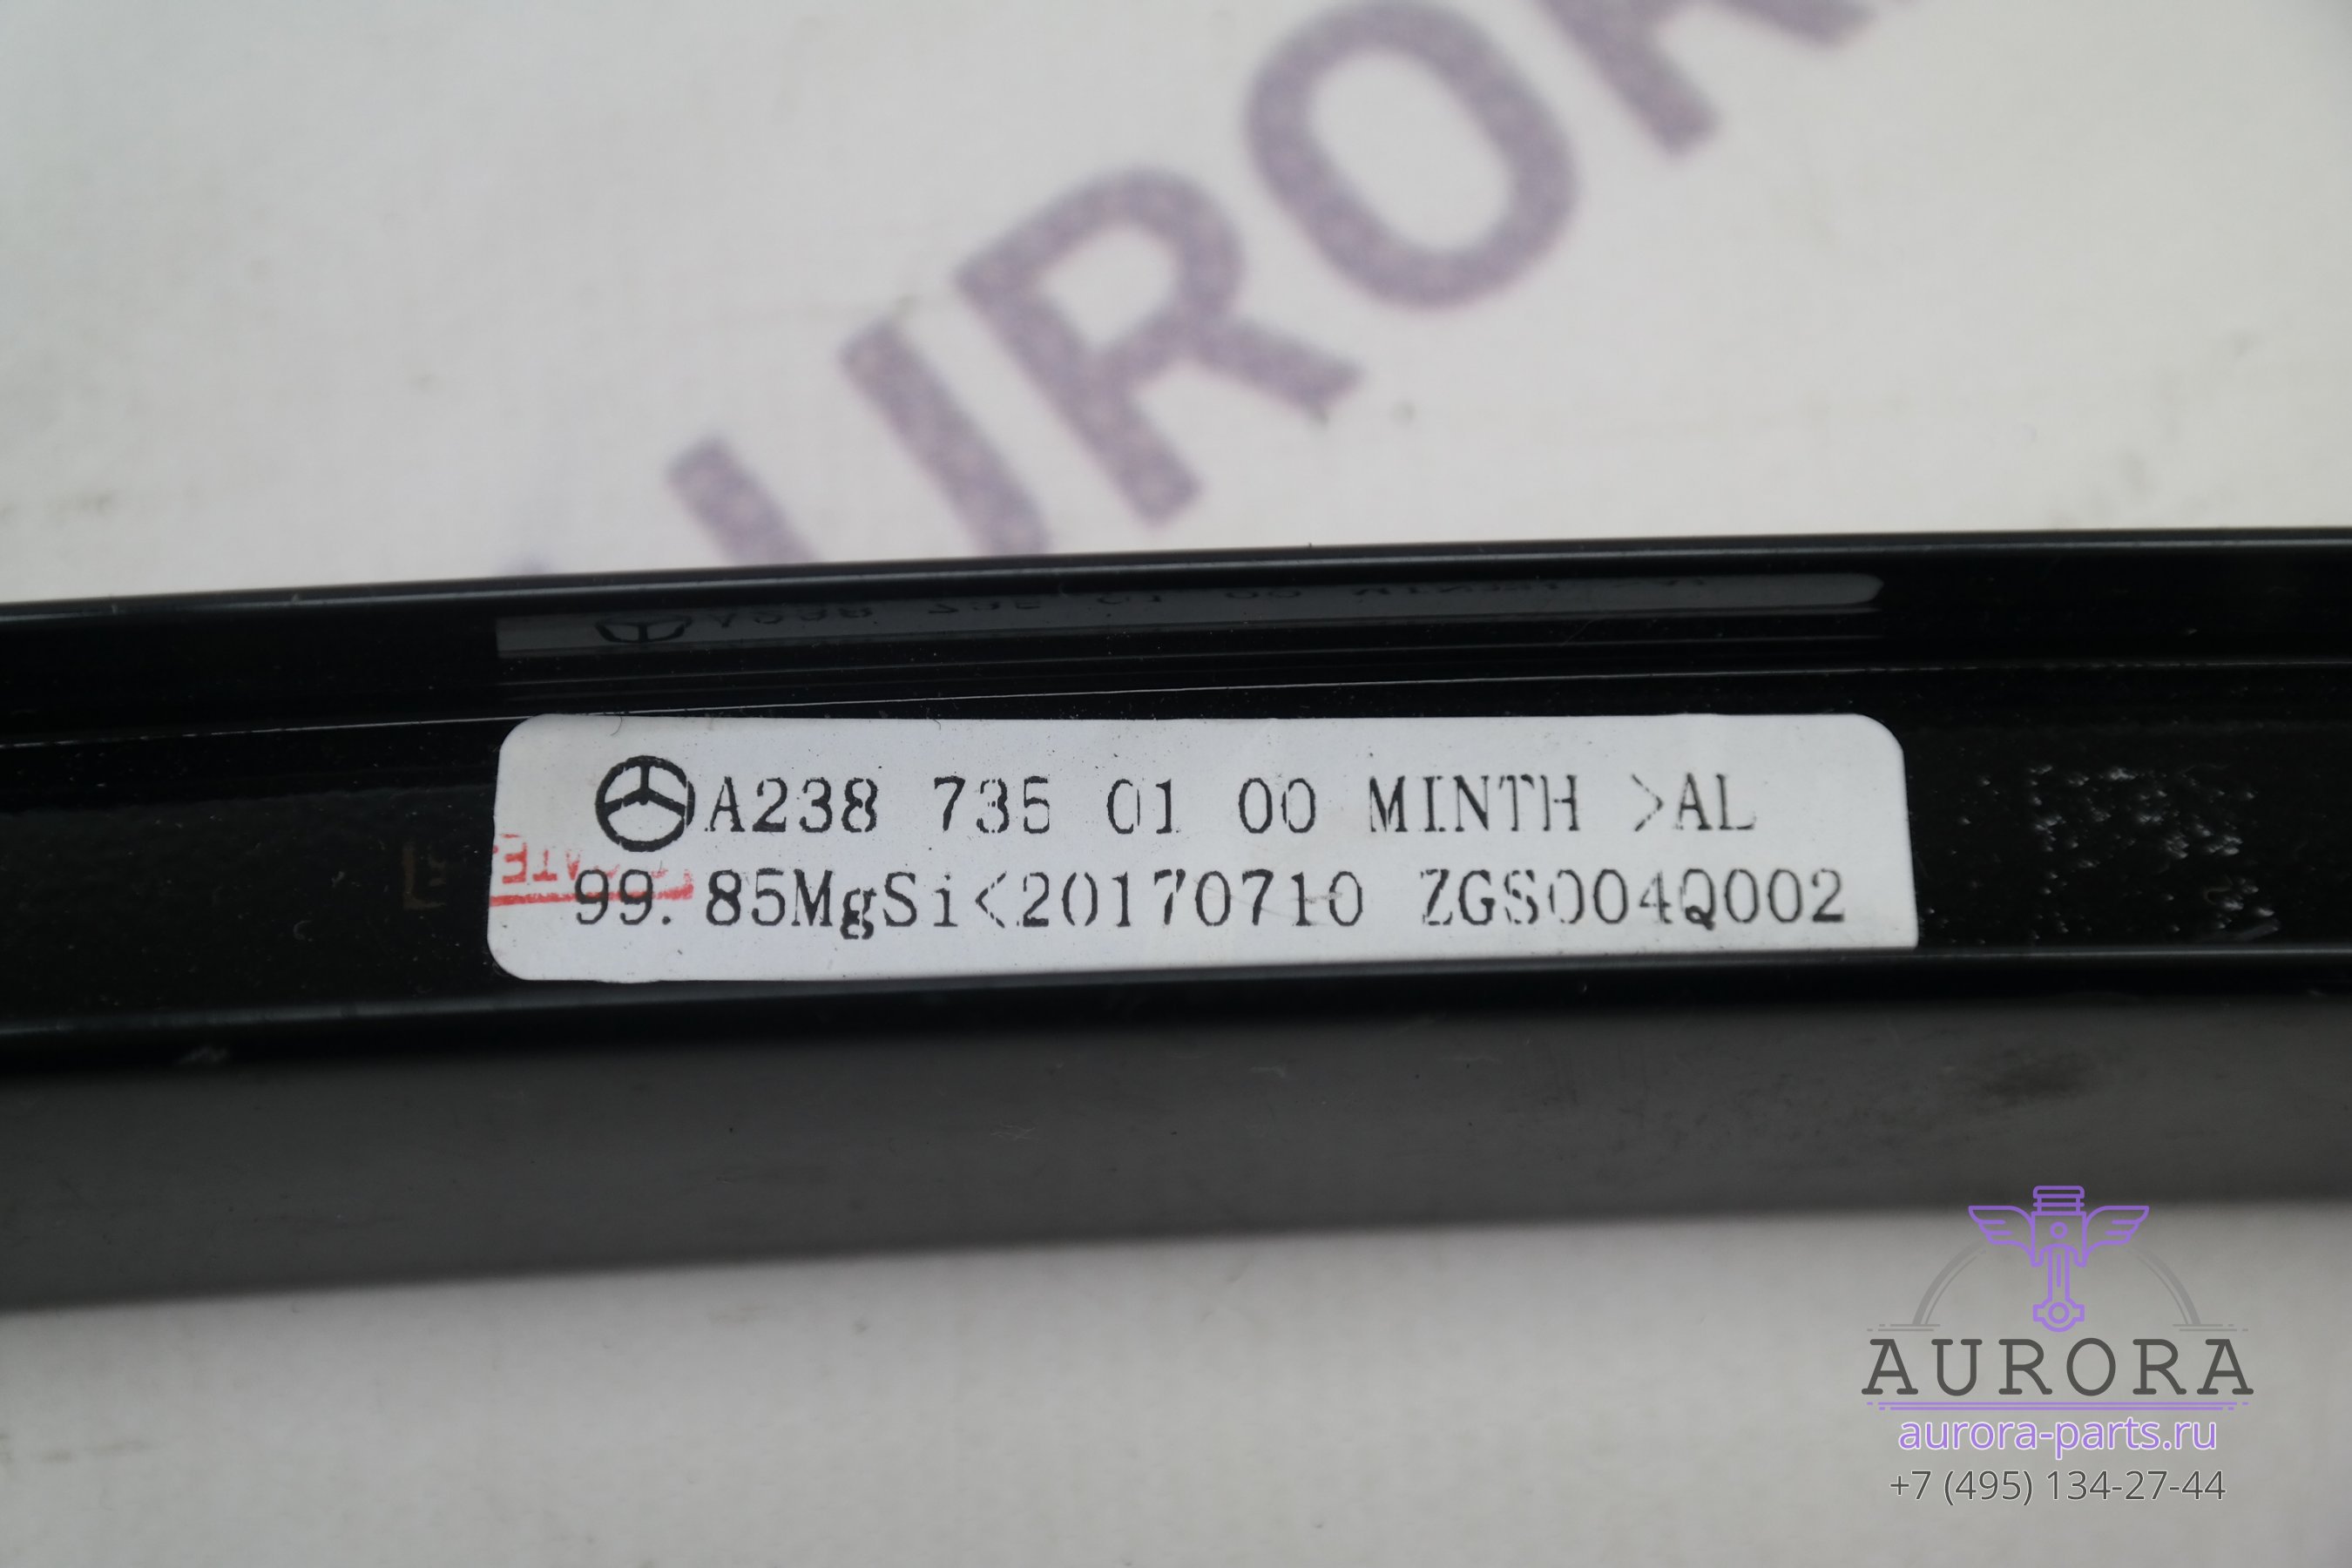 UROR
A238 735 01 00 MINTH >AL
99.85MgSi<20170710 ZGS004Q002
AURORA
aurora-parts.ru
+7 (495) 134-27-44